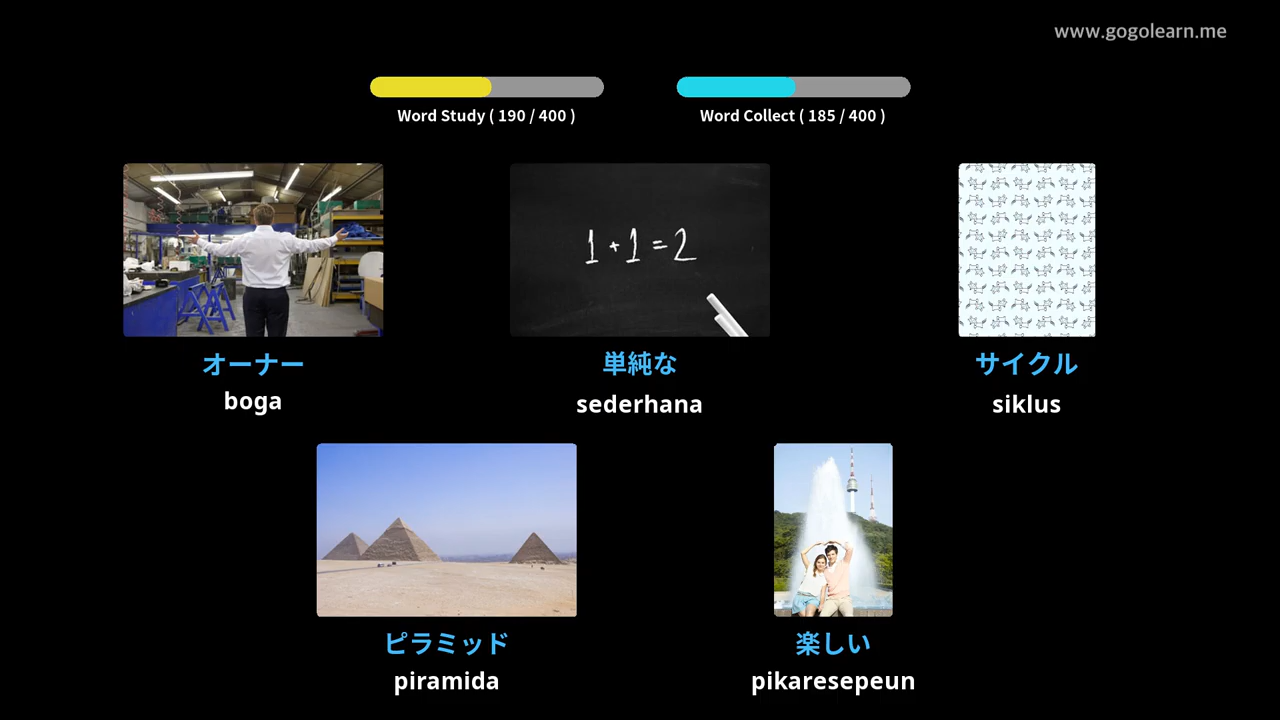 www.gogolearn.me
Word Study ( 190 / 400 )
Word Collect ( 185 / 400 )
1+1=2
オーナー
boga
単純な
sederhana
サイクル
siklus
ピラミッド
piramida
楽しい
pikaresepeun